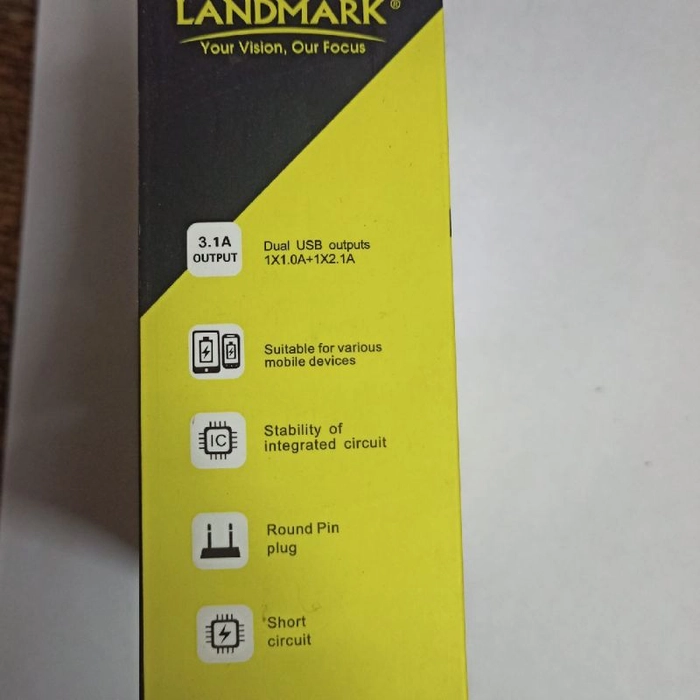 LANDMARK®
Your Vision, Our Focus
3.1A
OUTPUT
Dual USB outputs
1X1.0A+1X2.1A
Suitable for various
mobile devices
IC
Stability of
integrated circuit
Round Pin
plug
Short
circuit